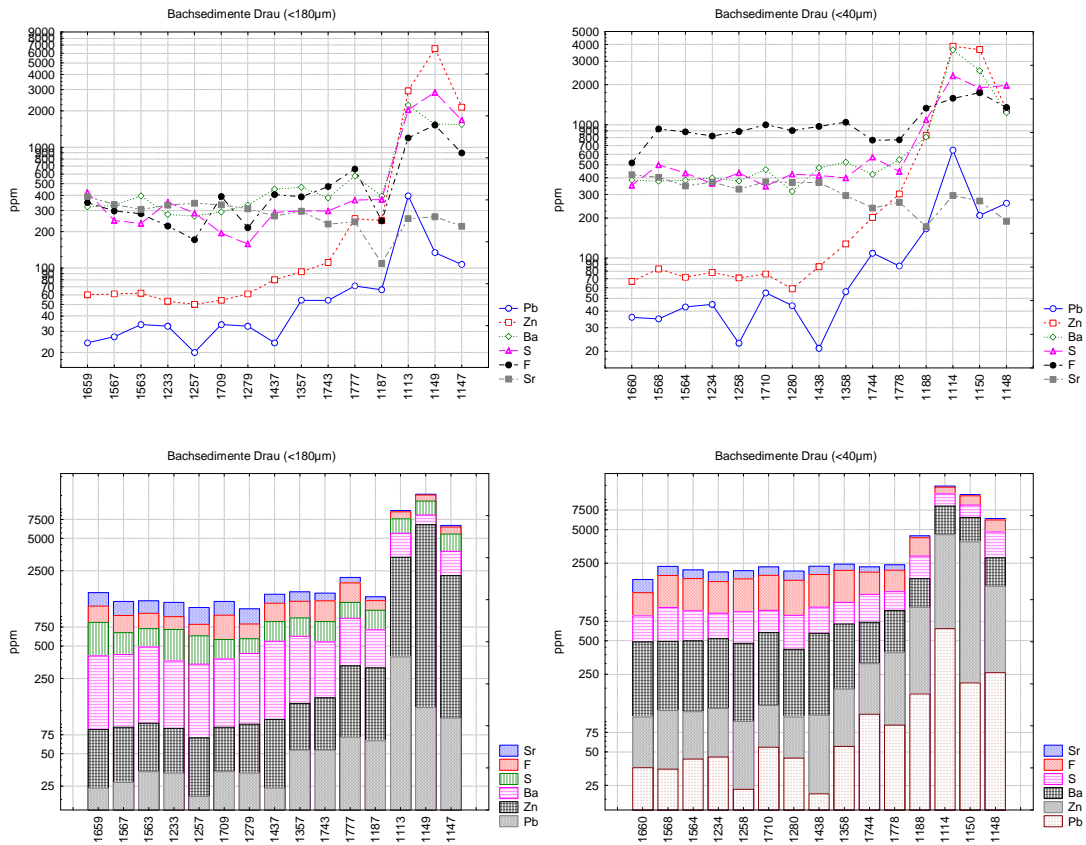 Bachsedimente Drau (<180µm)
9000
8000
7000
6000
5000
4000
3000
2000
1000
900
800
700
600
500
400
300
200
100
90
80
70
60
50
40
30
20
ppm
1659 1567 1563 1233 1257 1709 1279 1437 1357 1743 1777 1187 1113 1149 1147
Pb
Zn
Ba
S
F
Sr
Bachsedimente Drau (<40µm)
5000
4000
3000
2000
1000
900
800
700
600
500
400
300
200
100
90
80
70
60
50
40
30
20
ppm
1660 1568 1564 1234 1258 1710 1280 1438 1358 1744 1778 1188 1114 1150 1148
Pb
Zn
Ba
S
F
Sr
Bachsedimente Drau (<180µm)
7500
5000
2500
750
500
250
75
50
25
ppm
1659 1567 1563 1233 1257 1709 1279 1437 1357 1743 1777 1187 1113 1149 1147
Sr
F
S
Ba
Zn
Pb
Bachsedimente Drau (<40µm)
7500
5000
2500
750
500
250
75
50
25
ppm
1660 1568 1564 1234 1258 1710 1280 1438 1358 1744 1778 1188 1114 1150 1148
Sr
F
S
Ba
Zn
Pb